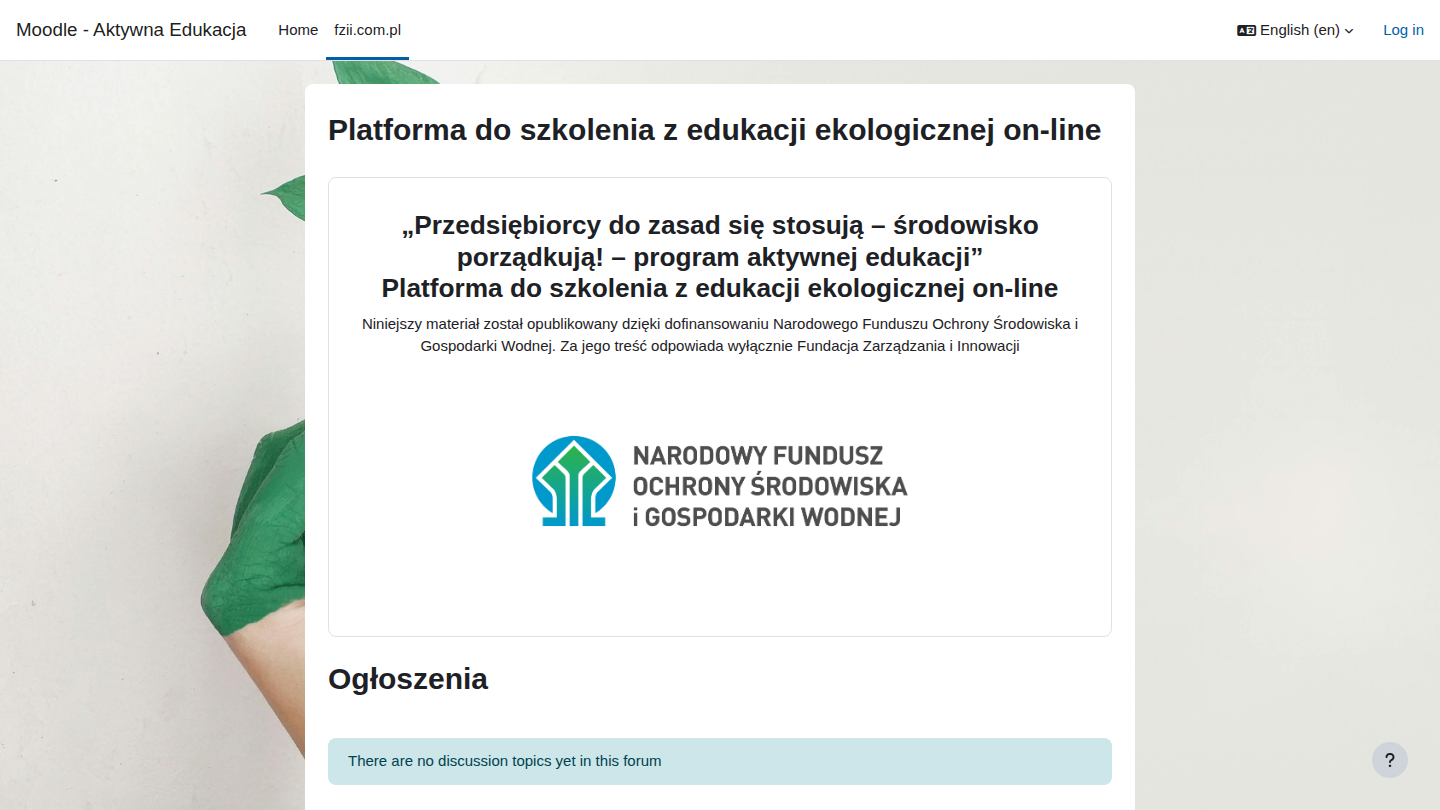 Moodle - Aktywna Edukacja
Home
fzii.com.pl
English (en)
Log in
Platforma do szkolenia z edukacji ekologicznej on-line
„Przedsiębiorcy do zasad się stosują – środowisko
porządkują! – program aktywnej edukacji”
Platforma do szkolenia z edukacji ekologicznej on-line
Niniejszy materiał został opublikowany dzięki dofinansowaniu Narodowego Funduszu Ochrony Środowiska i
Gospodarki Wodnej. Za jego treść odpowiada wyłącznie Fundacja Zarządzania i Innowacji
NARODOWY FUNDUSZ
OCHRONY ŚRODOWISKA
i GOSPODARKI WODNEJ
Ogłoszenia
There are no discussion topics yet in this forum
?